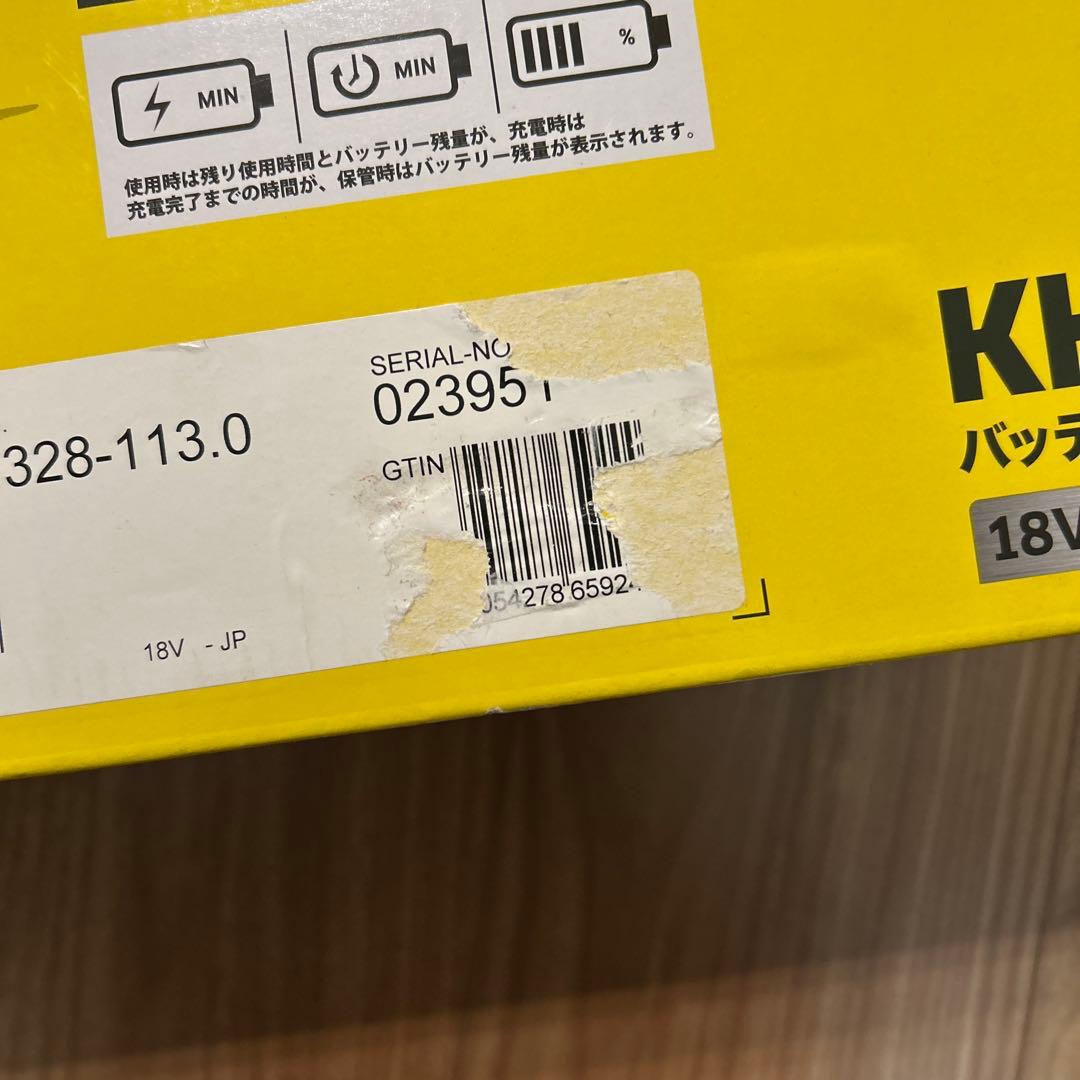 MIN
MIN
%
使用時は残り使用時間とバッテリー残量が、充電時は
充電完了までの時間が、保管時はバッテリー残量が表示されます。
SERIAL-NO
023951
328-113.0
GTIN
054278 65924
18V - JP
KH
バッテ
18V